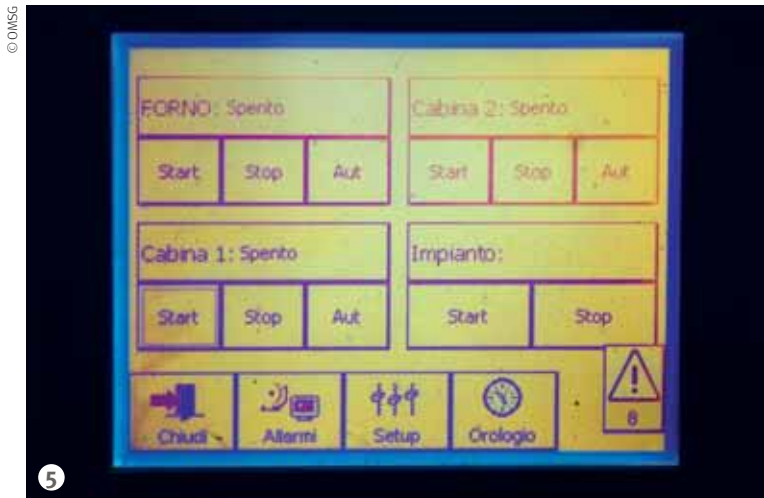 © OMSG
FORNO: Spento
Start Stop Aut
Cabina 2: Spento
Start Stop Aut
Cabina 1: Spento
Start Stop Aut
Impianto:
Start Stop
Chiudi Allarmi Setup Orologio
8
5